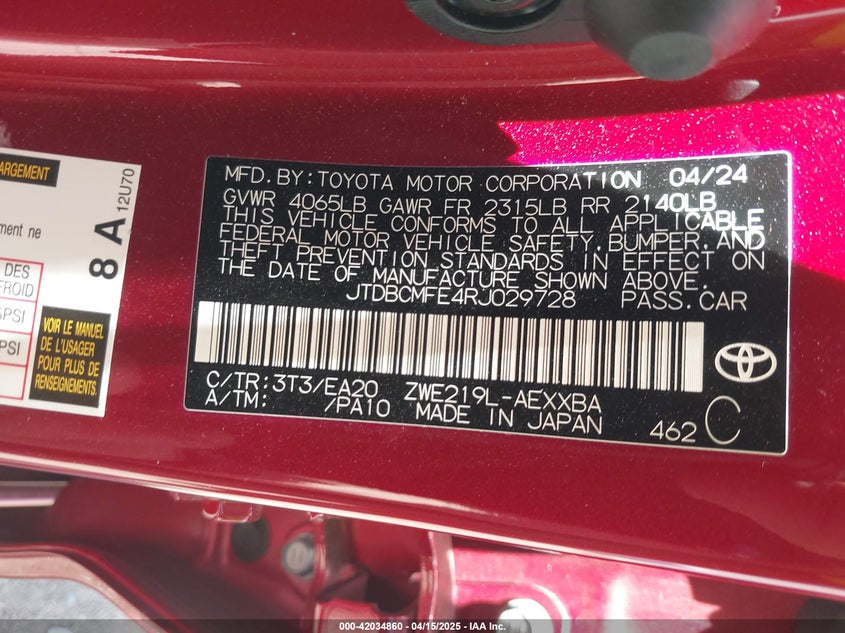 ARGEMENT
ment ne
DES
FROID
PSI
PSI
VOIR LE MANUEL
DE L'USAGER
POUR PLUS DE
RENSEIGNEMENTS.
8 A
12U70
MFD.BY:TOYOTA MOTOR CORPORATION 04/24
GVWR 4065LB GAWR FR 2315LB RR 2140LB
THIS VEHICLE CONFORMS TO ALL APPLICABLE
FEDERAL MOTOR VEHICLE SAFETY,BUMPER,AND
THEFT PREVENTION STANDARDS IN EFFECT ON
THE DATE OF MANUFACTURE SHOWN ABOVE.
JTDBCMFE4RJ029728 PASS.CAR
C/TR:3T3/EA20 ZWE219L-AEXXBA
A/TM: /PA10 MADE IN JAPAN
462 C
000-42034860 - 04/15/2025 - IAA Inc.